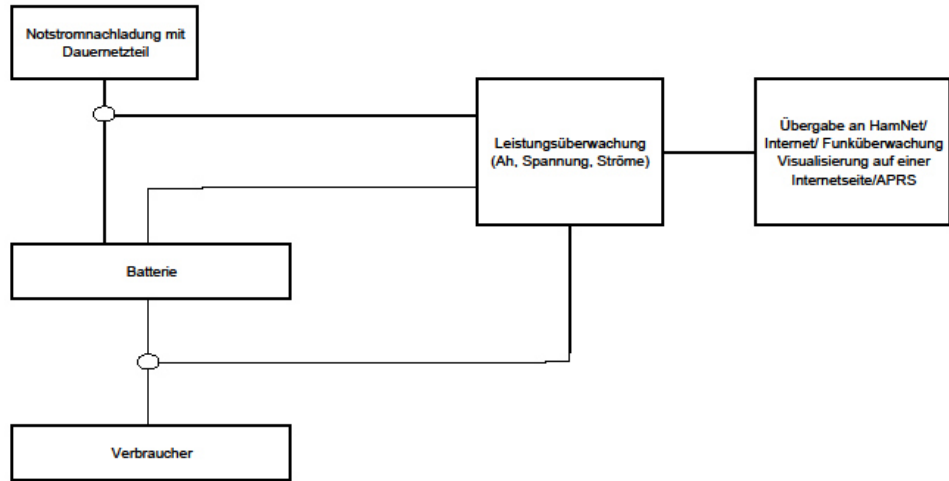 Notstromnachladung mit
Dauernetzteil
Leistungsüberwachung
(Ah, Spannung, Ströme)
Übergabe an HamNet/
Internet/ Funküberwachung
Visualisierung auf einer
Internetseite/APRS
Batterie
Verbraucher